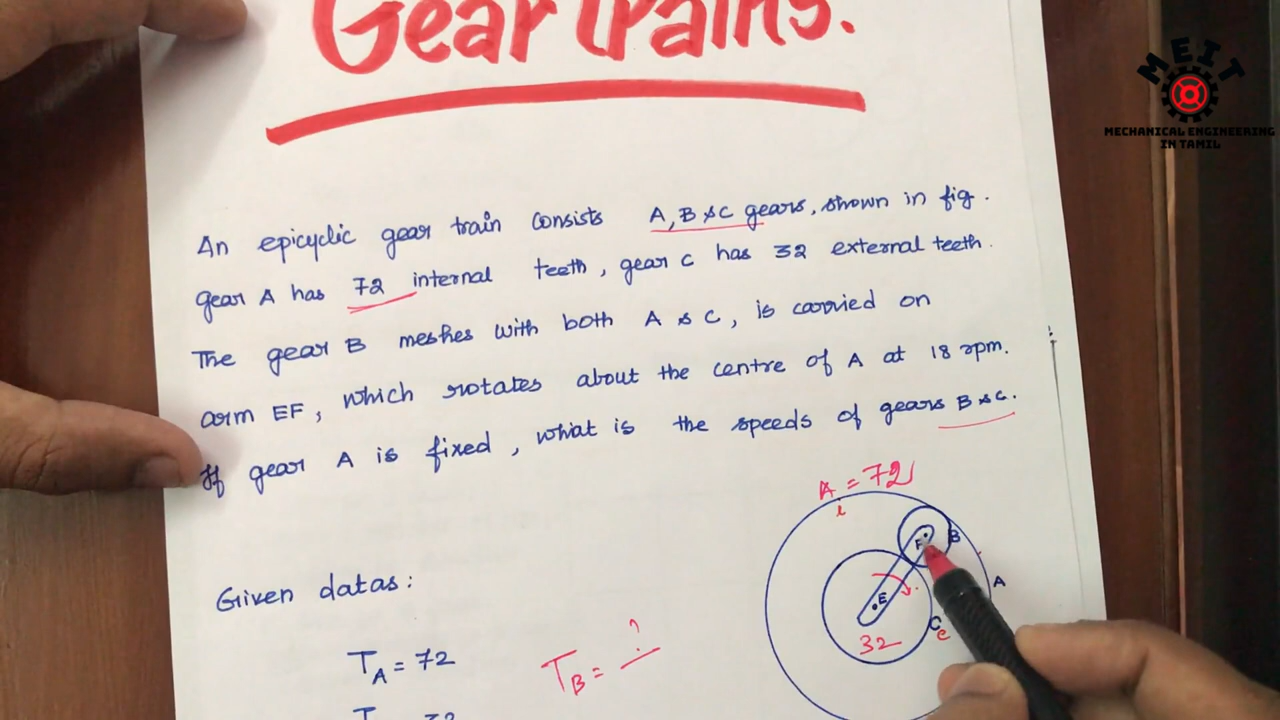 Gear trains.
MEIT
MECHANICAL ENGINEERING
IN TAMIL
An epicyclic gear train consists A, B & C gears, shown in fig.
gear A has 72 internal teeth, gear C has 32 external teeth.
The gear B meshes with both A & C, is carried on
arm EF, which rotates about the centre of A at 18 rpm.
If gear A is fixed, what is the speeds of gears B & C.
A = 72
i
F
B
A
E
C
e
32
Given datas:
TA = 72
TB = ?